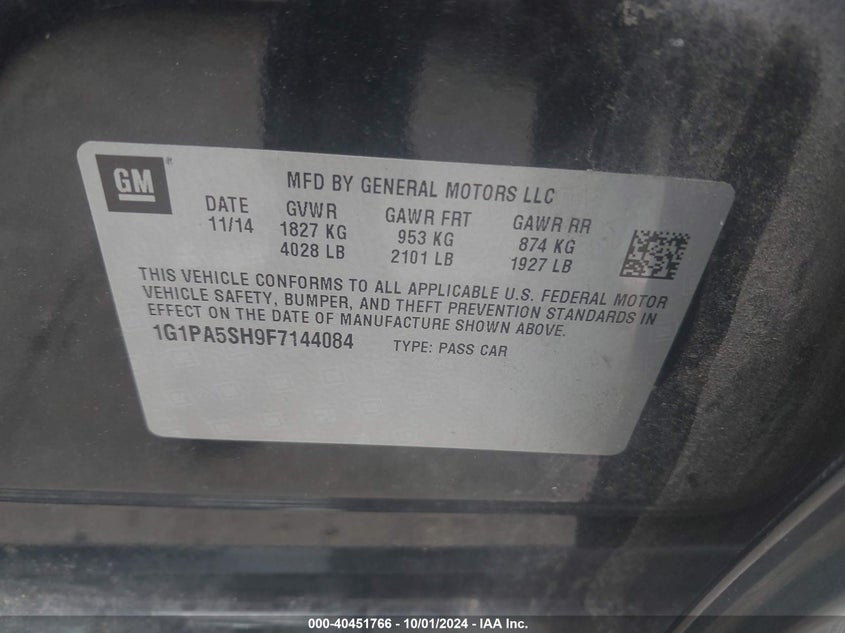 GM®
MFD BY GENERAL MOTORS LLC
DATE GVWR GAWR FRT GAWR RR
11/14 1827 KG 953 KG 874 KG
4028 LB 2101 LB 1927 LB
THIS VEHICLE CONFORMS TO ALL APPLICABLE U.S. FEDERAL MOTOR
VEHICLE SAFETY, BUMPER, AND THEFT PREVENTION STANDARDS IN
EFFECT ON THE DATE OF MANUFACTURE SHOWN ABOVE.
1G1PA5SH9F7144084 TYPE: PASS CAR
000-40451766 - 10/01/2024 - IAA Inc.